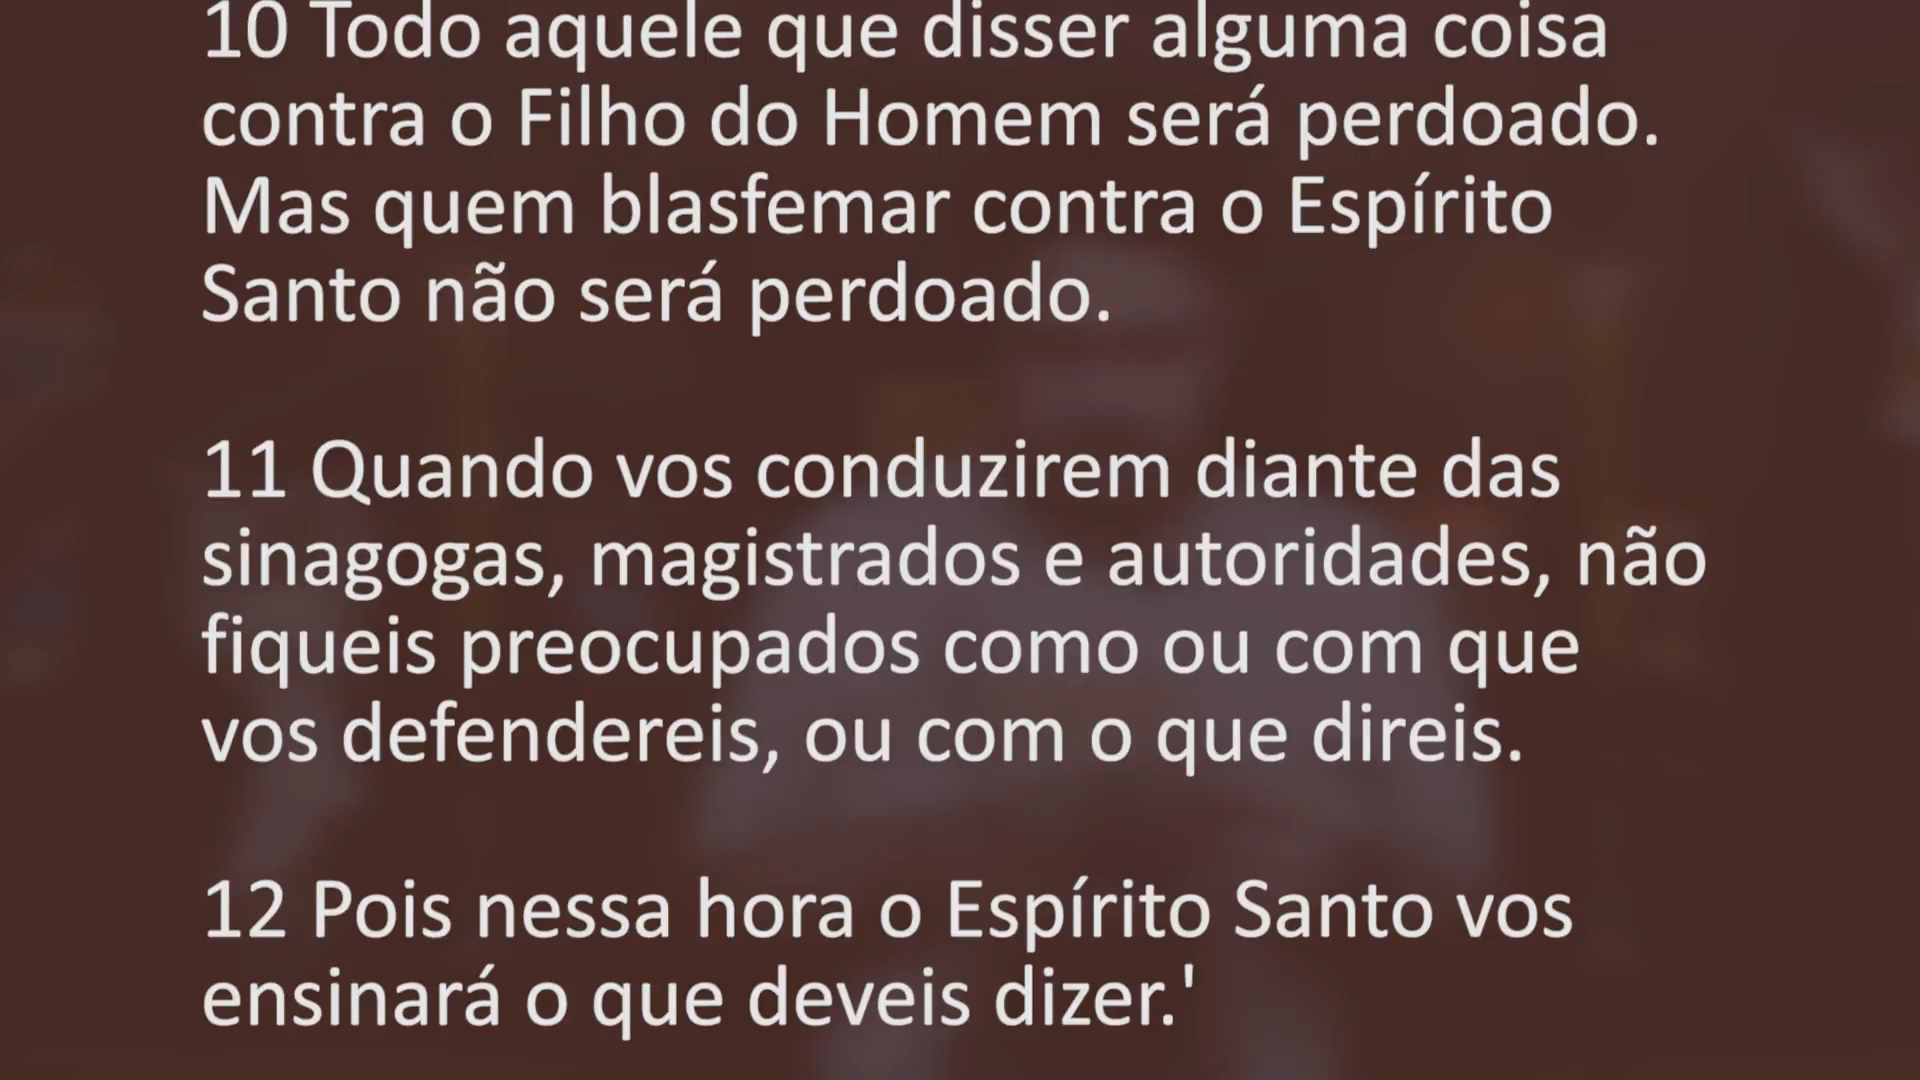 10 Todo aquele que disser alguma coisa
contra o Filho do Homem será perdoado.
Mas quem blasfemar contra o Espírito
Santo não será perdoado.
11 Quando vos conduzirem diante das
sinagogas, magistrados e autoridades, não
fiqueis preocupados como ou com que
vos defendereis, ou com o que direis.
12 Pois nessa hora o Espírito Santo vos
ensinará o que deveis dizer.'